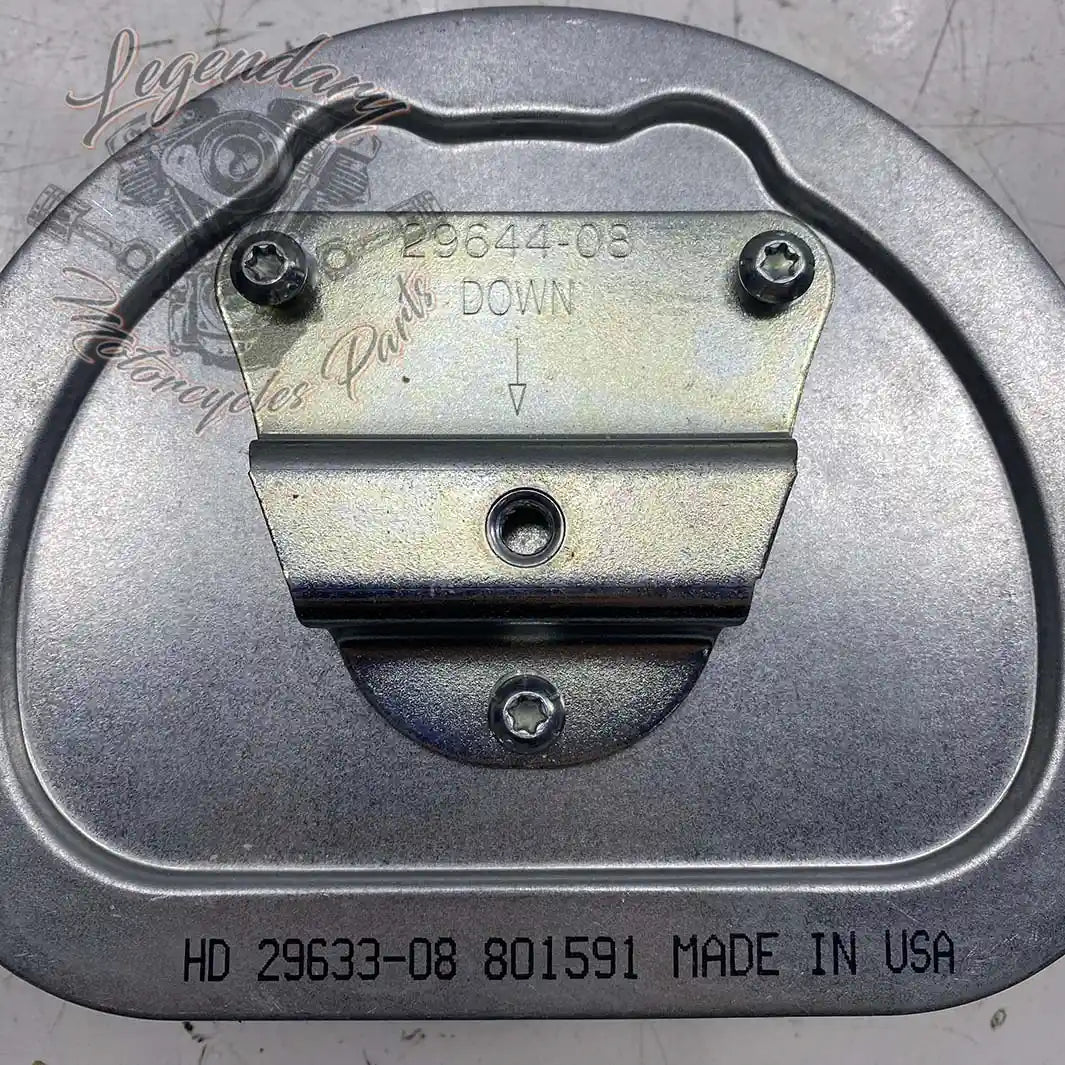 Legendary
Motorcycles Parts
29644-08
DOWN
HD 29633-08 801591 MADE IN USA